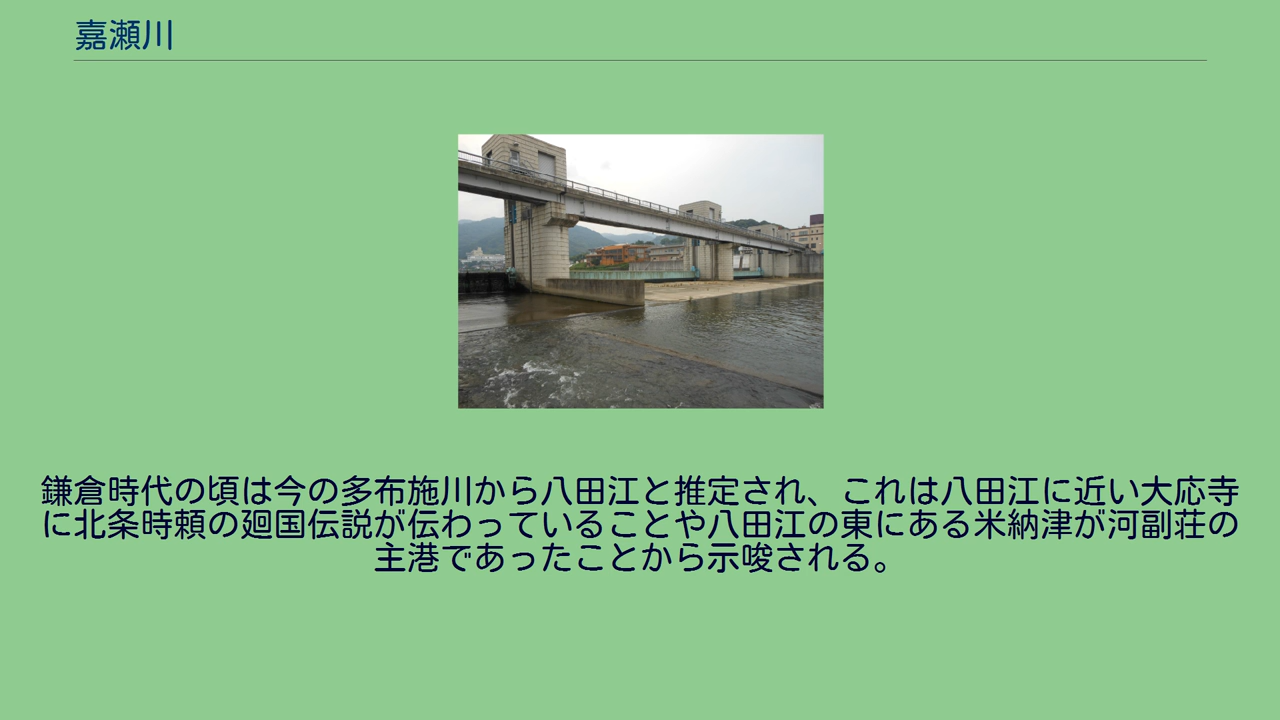 嘉瀬川
鎌倉時代の頃は今の多布施川から八田江と推定され、これは八田江に近い大応寺
に北条時頼の廻国伝説が伝わっていることや八田江の東にある米納津が河副荘の
主港であったことから示唆される。